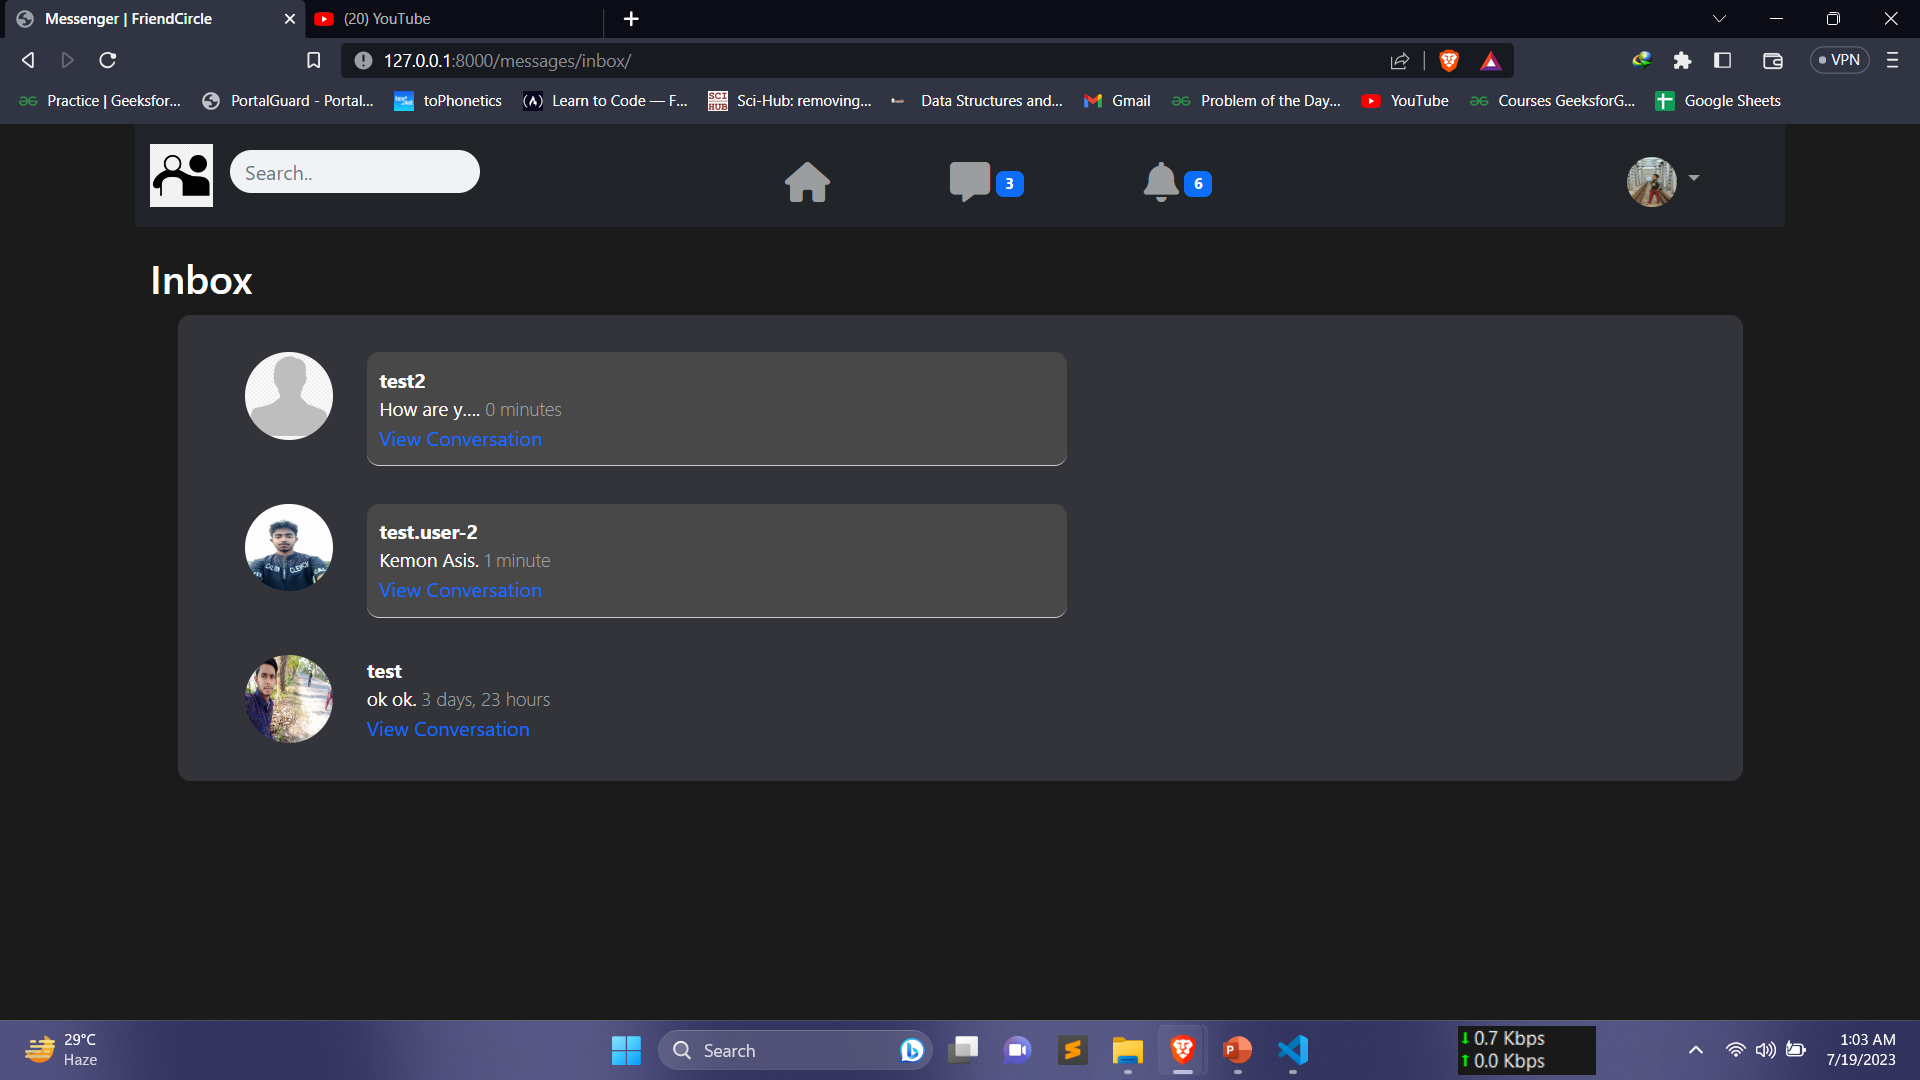 Messenger | FriendCircle
(20) YouTube
127.0.0.1:8000/messages/inbox/
VPN
Practice | Geeksfor...
PortalGuard - Portal...
toPhonetics
Learn to Code — F...
SCI HUB
Sci-Hub: removing...
Data Structures and...
Gmail
Problem of the Day...
YouTube
Courses GeeksforG...
Google Sheets
Search..
3
6
Inbox
test2
How are y.... 0 minutes
View Conversation
test.user-2
Kemon Asis. 1 minute
View Conversation
test
ok ok. 3 days, 23 hours
View Conversation
29°C
Haze
Search
0.7 Kbps
0.0 Kbps
1:03 AM
7/19/2023